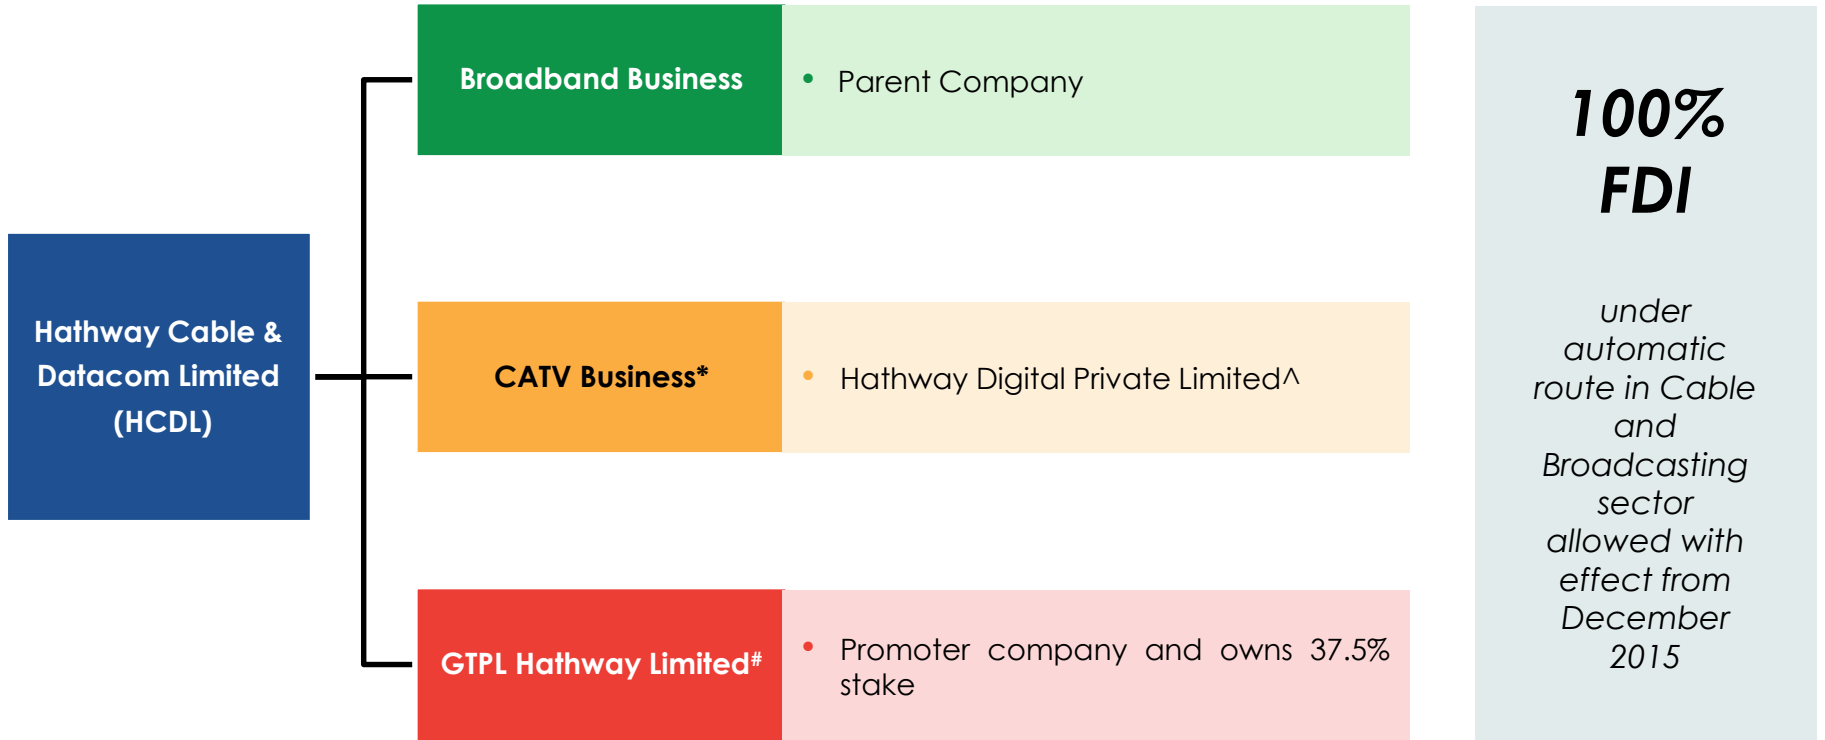 Broadband Business
• Parent Company
Hathway Cable &
Datacom Limited
(HCDL)
CATV Business*
• Hathway Digital Private Limited^
GTPL Hathway Limited#
• Promoter company and owns 37.5%
stake
100%
FDI
under
automatic
route in Cable
and
Broadcasting
sector
allowed with
effect from
December
2015